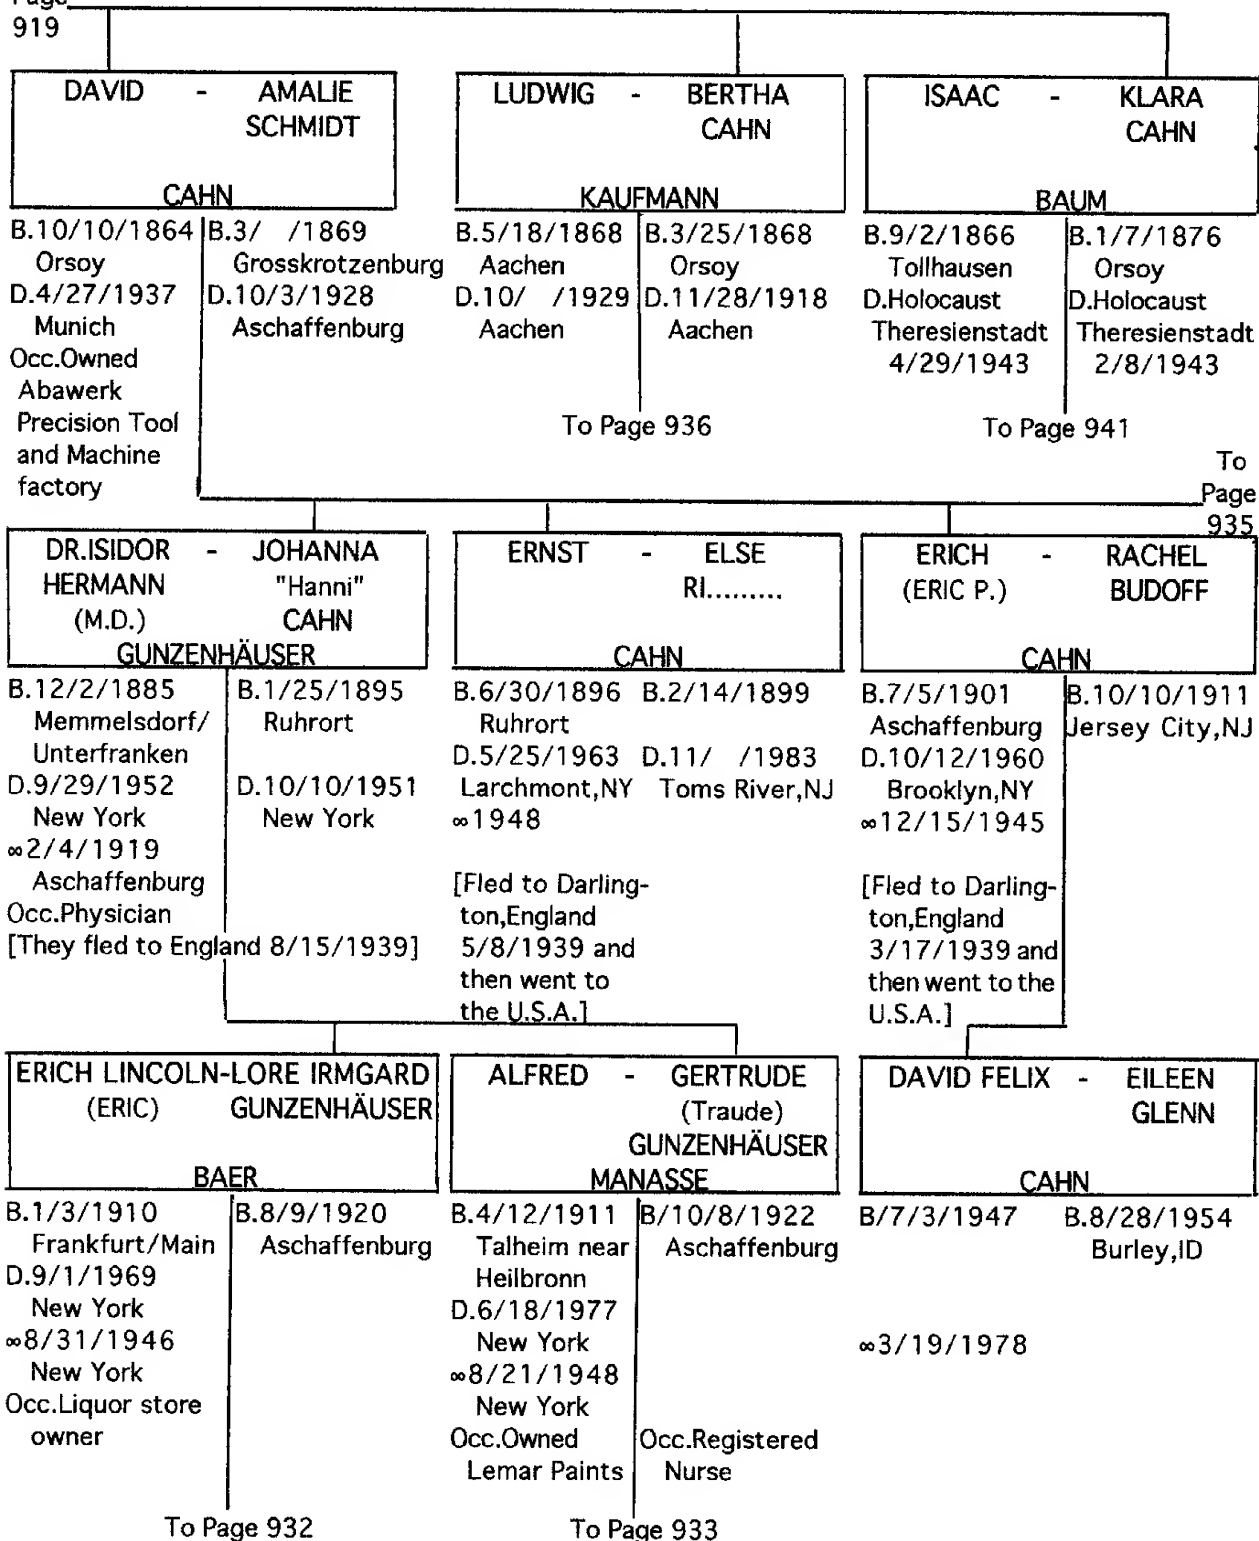 Page
919
DAVID - AMALIE
SCHMIDT
CAHN
B.10/10/1864 B.3/ /1869
Orsoy Grosskrotzenburg
D.4/27/1937 D.10/3/1928
Munich Aschaffenburg
Occ.Owned
Abawerk
Precision Tool
and Machine
factory
LUDWIG - BERTHA
CAHN
KAUFMANN
B.5/18/1868 B.3/25/1868
Aachen Orsoy
D.10/ /1929 D.11/28/1918
Aachen Aachen
To Page 936
ISAAC - KLARA
CAHN
BAUM
B.9/2/1866 B.1/7/1876
Tollhausen Orsoy
D.Holocaust D.Holocaust
Theresienstadt Theresienstadt
4/29/1943 2/8/1943
To Page 941
To
Page
935
DR.ISIDOR - JOHANNA
HERMANN "Hanni"
(M.D.) CAHN
GUNZENHÄUSER
B.12/2/1885 B.1/25/1895
Memmelsdorf/ Ruhrort
Unterfranken
D.9/29/1952 D.10/10/1951
New York New York
∞2/4/1919
Aschaffenburg
Occ.Physician
[They fled to England 8/15/1939]
ERNST - ELSE
RI.........
CAHN
B.6/30/1896 B.2/14/1899
Ruhrort
D.5/25/1963 D.11/ /1983
Larchmont,NY Toms River,NJ
∞1948
[Fled to Darling-
ton,England
5/8/1939 and
then went to
the U.S.A.]
ERICH - RACHEL
(ERIC P.) BUDOFF
CAHN
B.7/5/1901 B.10/10/1911
Aschaffenburg Jersey City,NJ
D.10/12/1960
Brooklyn,NY
∞12/15/1945
[Fled to Darling-
ton,England
3/17/1939 and
then went to the
U.S.A.]
ERICH LINCOLN-LORE IRMGARD
(ERIC) GUNZENHÄUSER
BAER
B.1/3/1910 B.8/9/1920
Frankfurt/Main Aschaffenburg
D.9/1/1969
New York
∞8/31/1946
New York
Occ.Liquor store
owner
To Page 932
ALFRED - GERTRUDE
(Traude)
GUNZENHÄUSER
MANASSE
B.4/12/1911 B/10/8/1922
Talheim near Aschaffenburg
Heilbronn
D.6/18/1977
New York
∞8/21/1948
New York
Occ.Owned Occ.Registered
Lemar Paints Nurse
To Page 933
DAVID FELIX - EILEEN
GLENN
CAHN
B/7/3/1947 B.8/28/1954
Burley,ID
∞3/19/1978